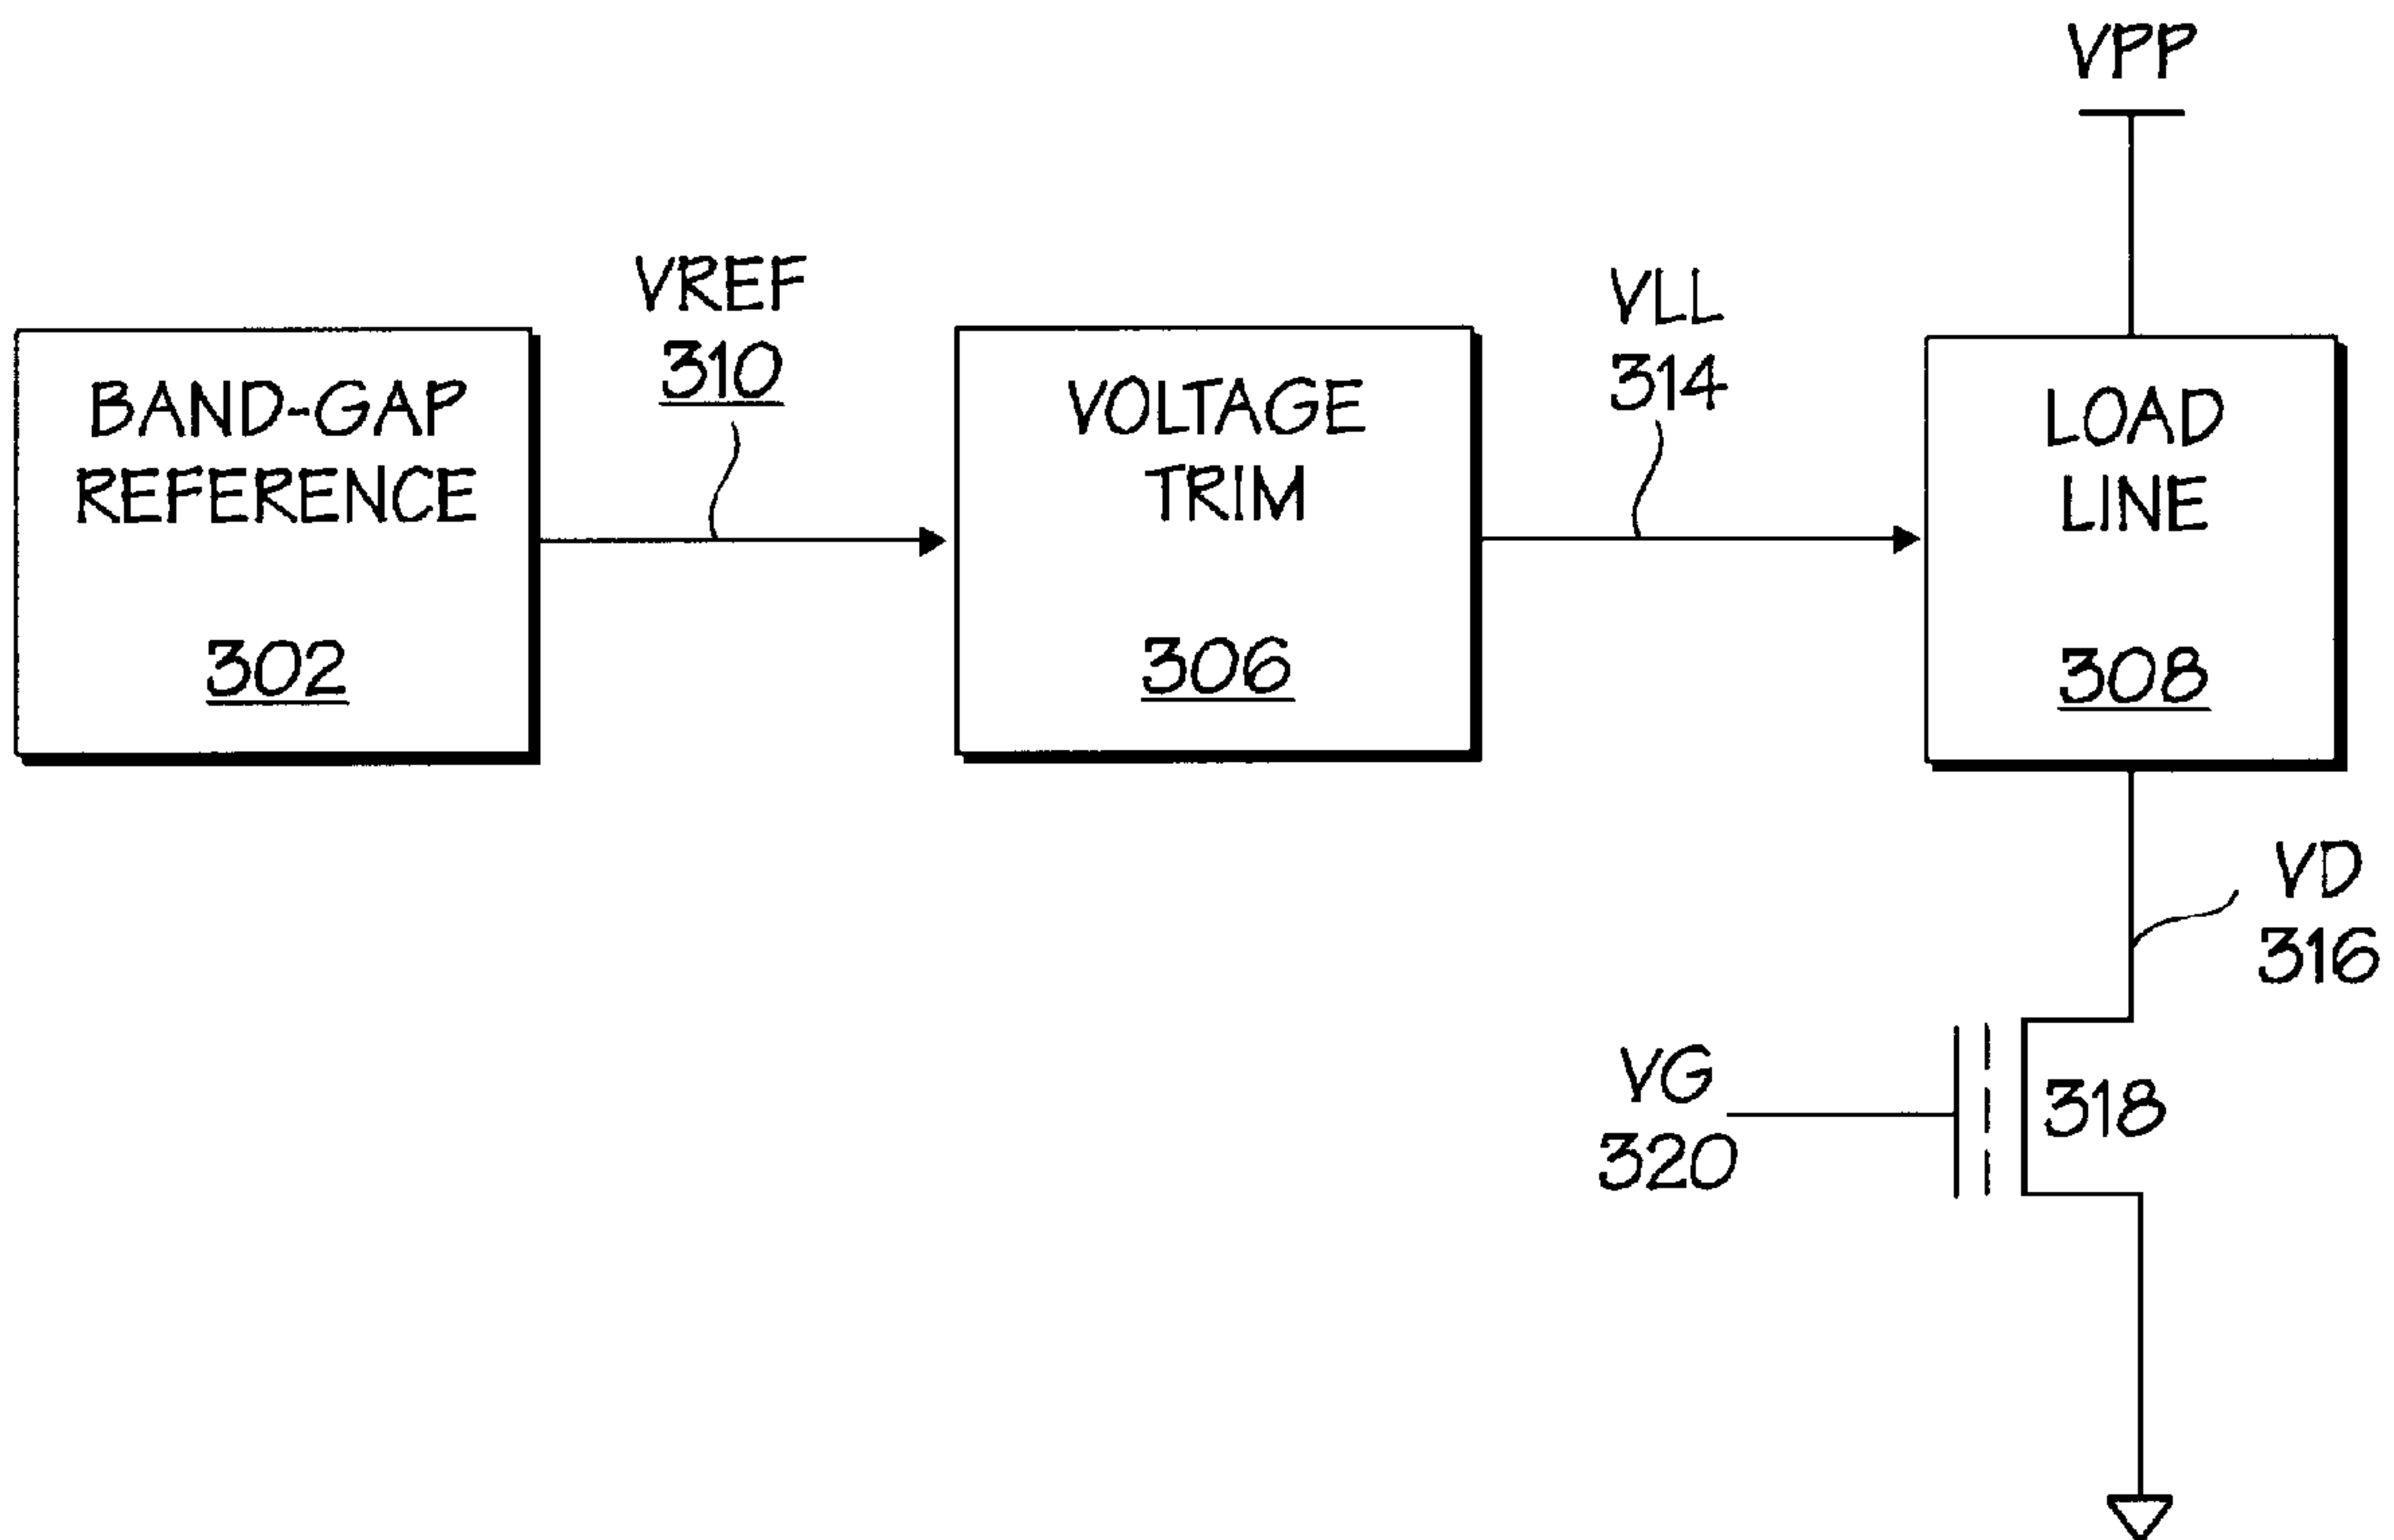 VPP
VREF
310
VLL
314
BAND-GAP
REFERENCE
302
VOLTAGE
TRIM
306
LOAD
LINE
308
VD
316
VG
320
318